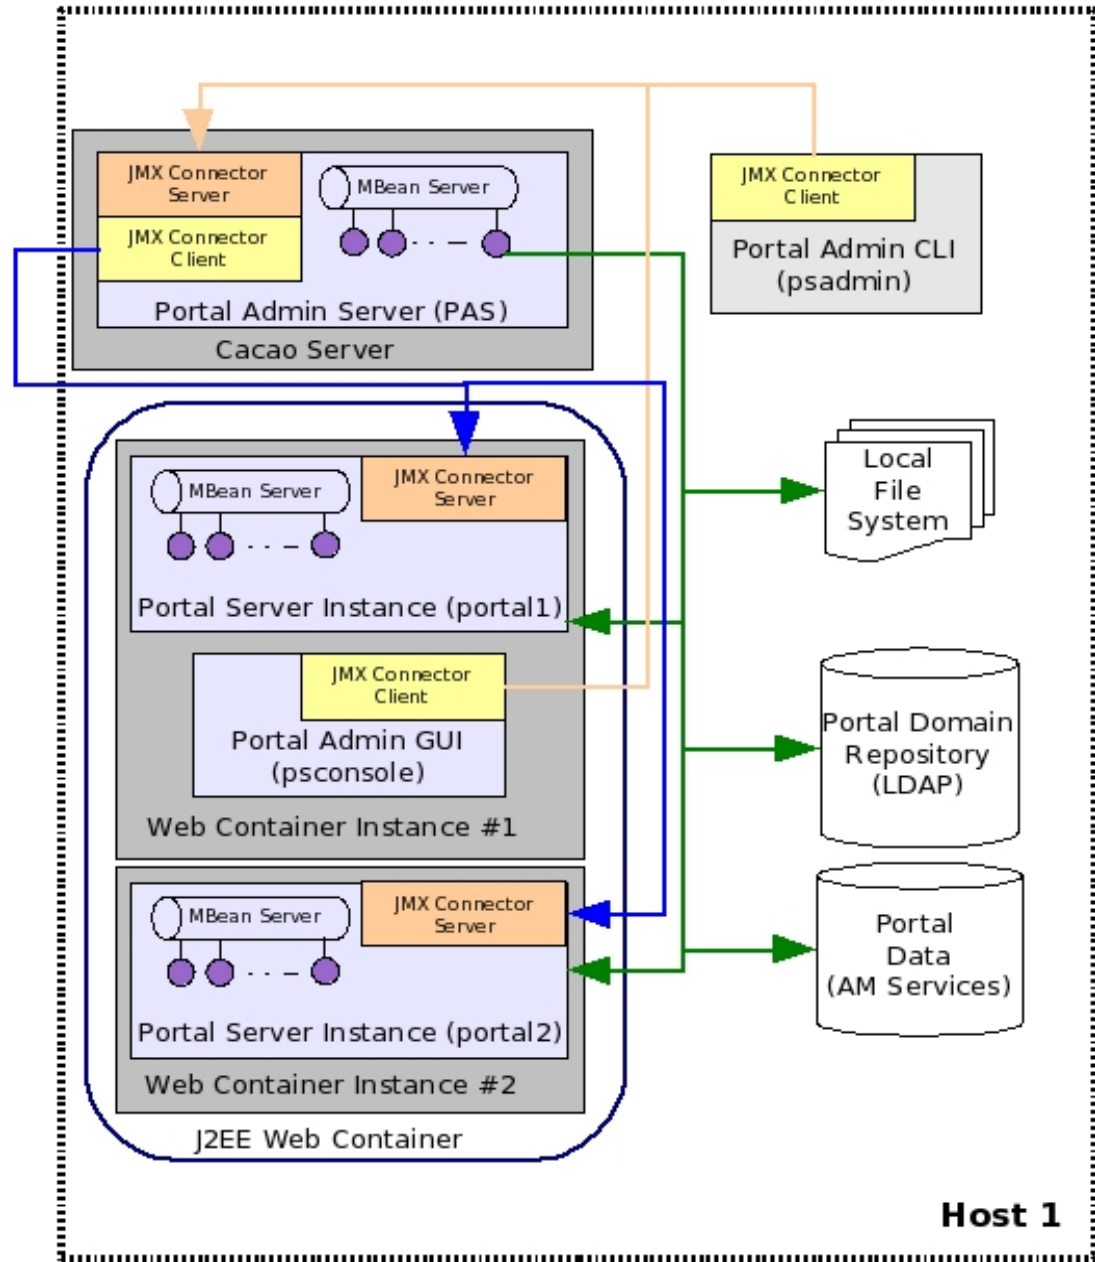 JMX Connector
Server
MBean Server
JMX Connector
Client
Portal Admin Server (PAS)
Cacao Server
JMX Connector
Client
Portal Admin CLI
(psadmin)
MBean Server
JMX Connector
Server
Portal Server Instance (portal1)
JMX Connector
Client
Portal Admin GUI
(psconsole)
Web Container Instance #1
MBean Server
JMX Connector
Server
Portal Server Instance (portal2)
Web Container Instance #2
J2EE Web Container
Local
File
System
Portal Domain
Repository
(LDAP)
Portal
Data
(AM Services)
Host 1